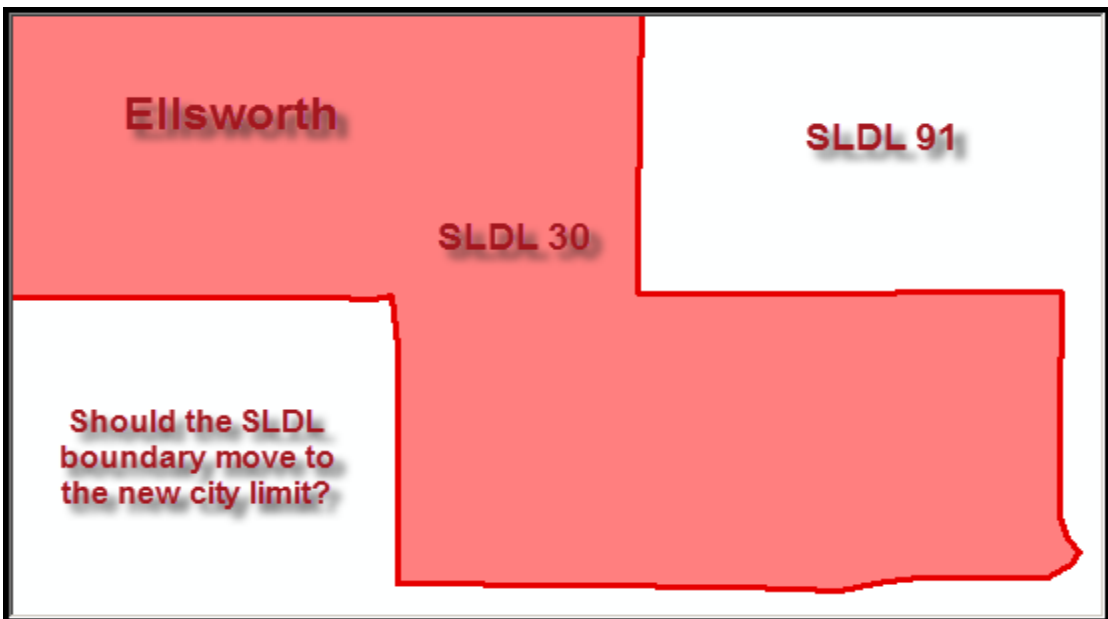 Ellsworth
SLDL 91
SLDL 30
Should the SLDL
boundary move to
the new city limit?